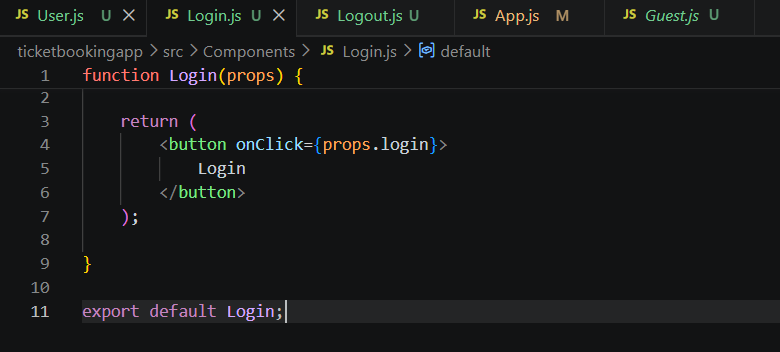 JS User.js U × JS Login.js U × JS Logout.js U JS App.js M JS Guest.js U
ticketbookingapp > src > Components > JS Login.js > default
1 function Login(props) {
2
3 return (
4 <button onClick={props.login}>
5 Login
6 </button>
7 );
8
9 }
10
11 export default Login;